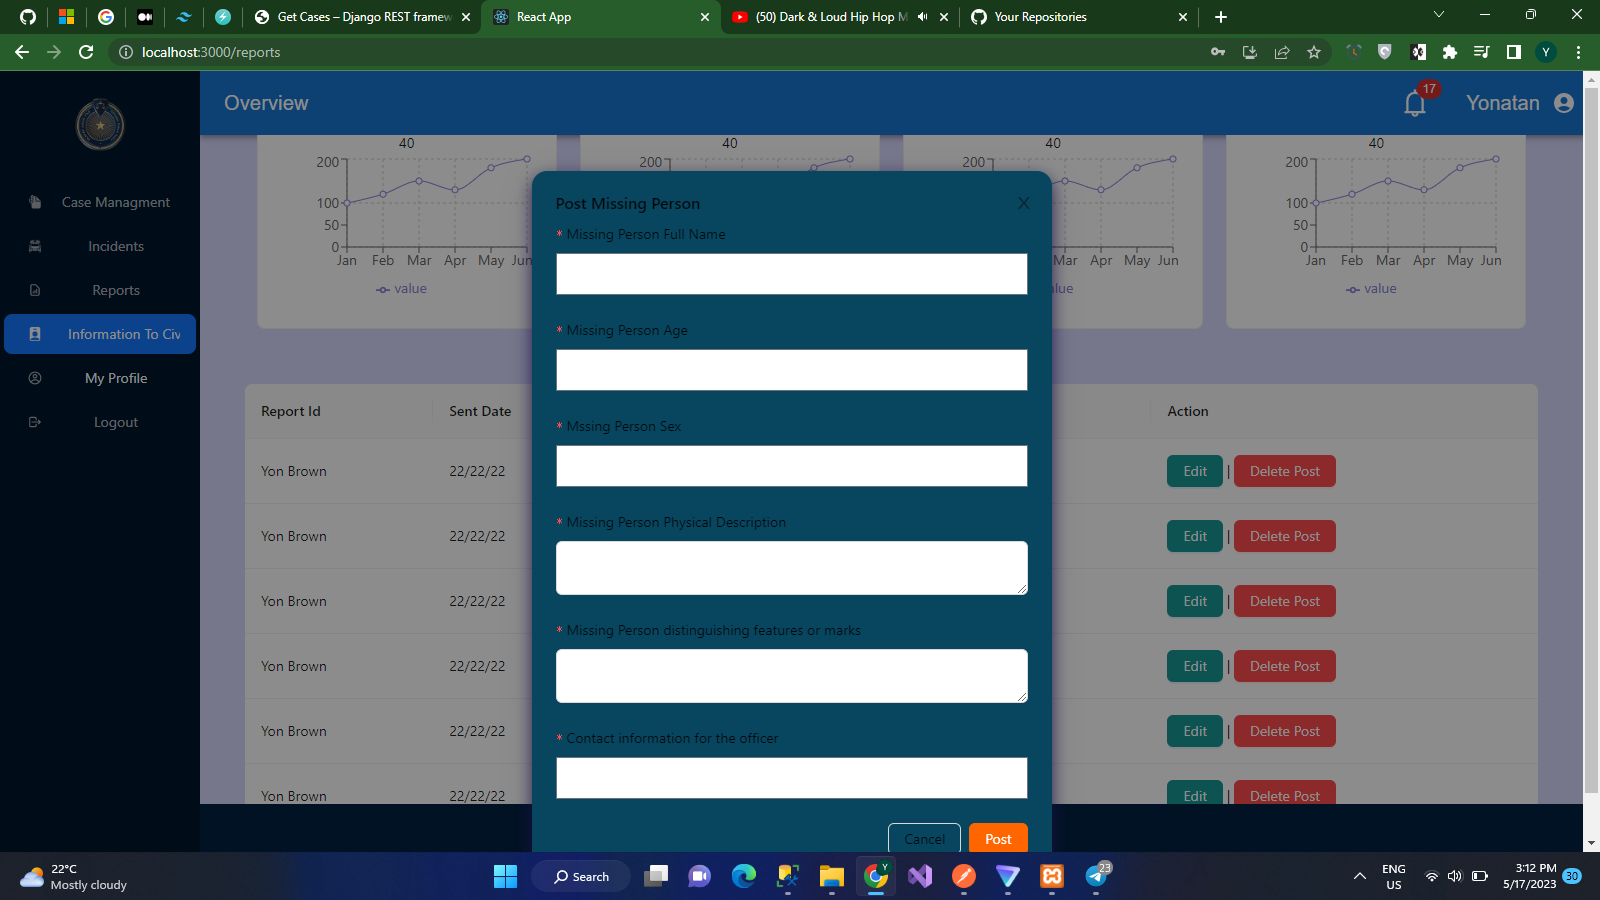 Get Cases – Django REST framew
React App
(50) Dark & Loud Hip Hop M
Your Repositories
localhost:3000/reports
Y
Overview
17
Yonatan
Case Managment
Incidents
Reports
Information To Civ
My Profile
Logout
40
40
40
40
200
100
50
0
Jan Feb Mar Apr May Jun
value
200
200
Mar Apr May Jun
alue
200
100
50
0
Jan Feb Mar Apr May Jun
value
Post Missing Person
X
* Missing Person Full Name
* Missing Person Age
* Mssing Person Sex
* Missing Person Physical Description
* Missing Person distinguishing features or marks
* Contact information for the officer
Cancel
Post
Report Id Sent Date Action
Yon Brown 22/22/22 Edit | Delete Post
Yon Brown 22/22/22 Edit | Delete Post
Yon Brown 22/22/22 Edit | Delete Post
Yon Brown 22/22/22 Edit | Delete Post
Yon Brown 22/22/22 Edit | Delete Post
Yon Brown 22/22/22 Edit | Delete Post
22°C
Mostly cloudy
Search
Y
23
ENG
US
3:12 PM
5/17/2023
30